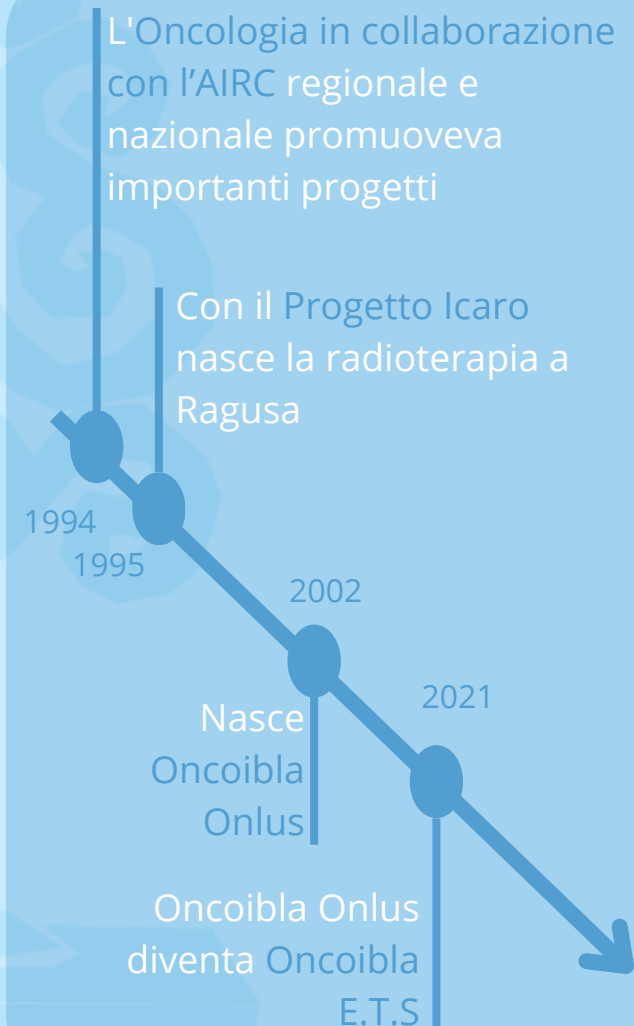 L'Oncologia in collaborazione
con l’AIRC regionale e
nazionale promuoveva
importanti progetti
Con il Progetto Icaro
nasce la radioterapia a
Ragusa
1994
1995
2002
2021
Nasce
Oncoibla
Onlus
Oncoibla Onlus
diventa Oncoibla
E.T.S